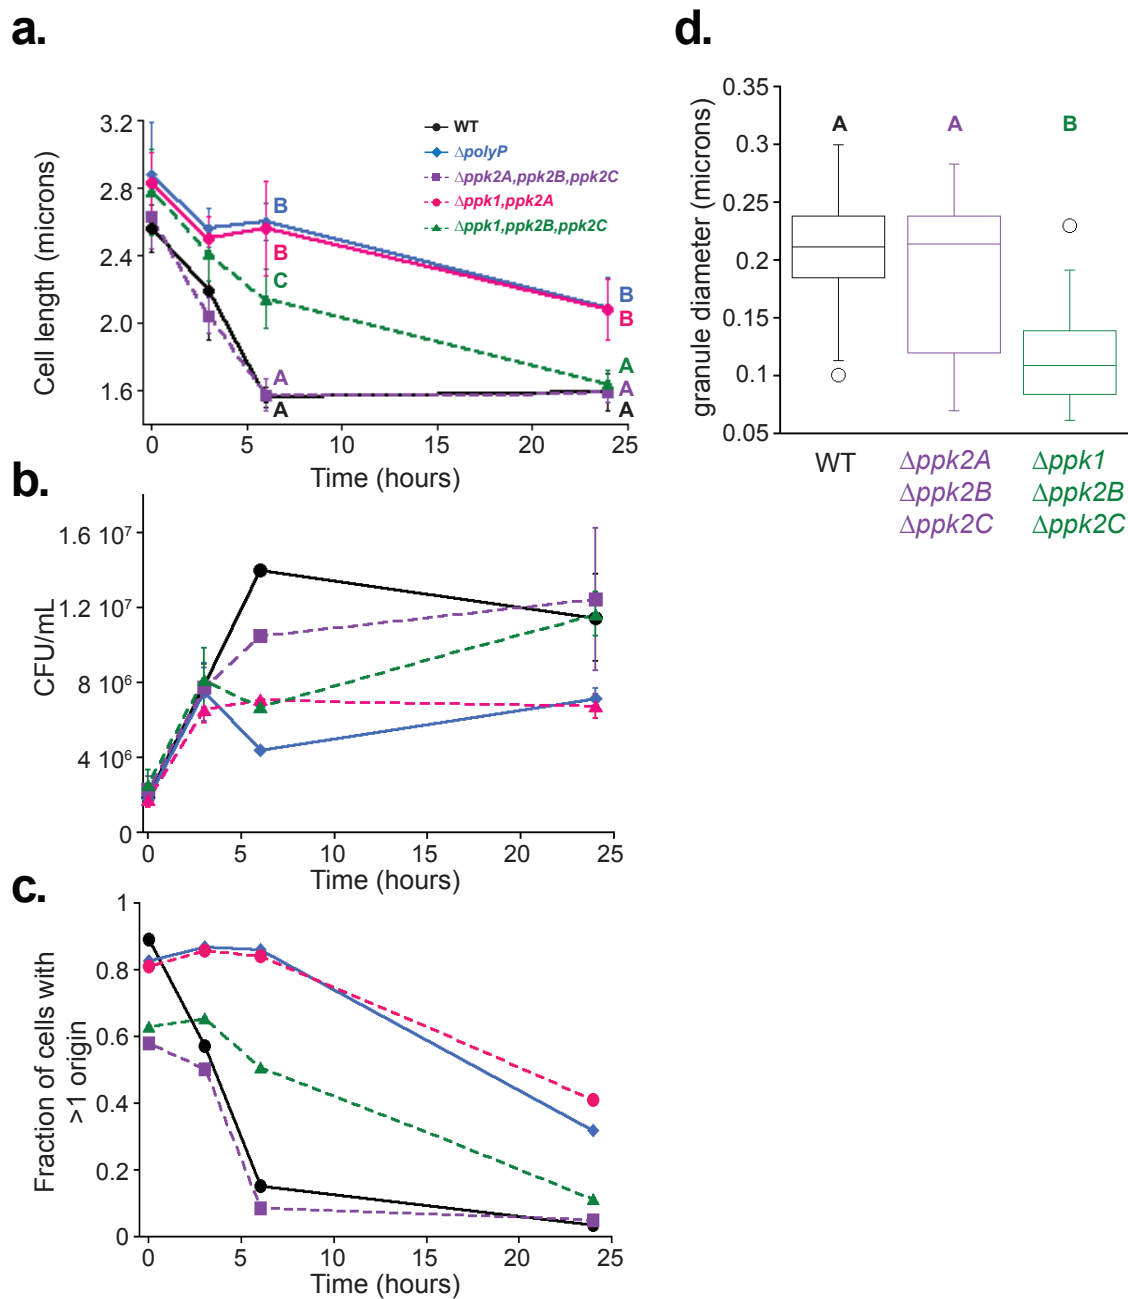 a.
3.2
2.8
2.4
2.0
1.6
Cell length (microns)
WT
ΔpolyP
Δppk2A,ppk2B,ppk2C
Δppk1,ppk2A
Δppk1,ppk2B,ppk2C
B
B
C
A
A
B
B
A
A
A
0 5 10 15 20 25
Time (hours)
b.
1.6 10⁷
1.2 10⁷
8 10⁶
4 10⁶
0
CFU/mL
0 5 10 15 20 25
Time (hours)
c.
1
0.8
0.6
0.4
0.2
0
Fraction of cells with
>1 origin
0 5 10 15 20 25
Time (hours)
d.
0.35
0.3
0.25
0.2
0.15
0.1
0.05
granule diameter (microns)
A A B
WT Δppk2A Δppk1
Δppk2B Δppk2B
Δppk2C Δppk2C